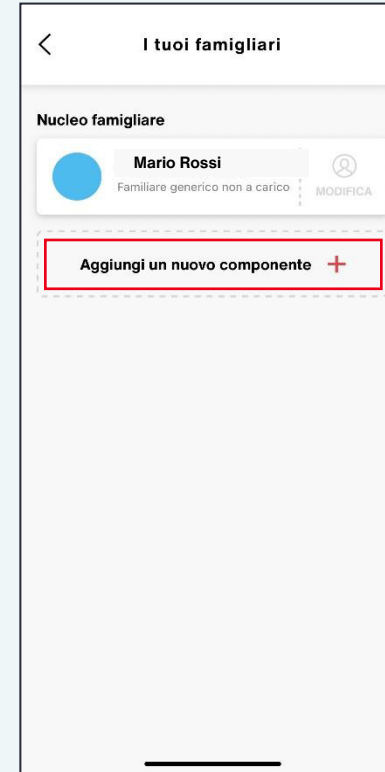 I tuoi famigliari
Nucleo famigliare
Mario Rossi
Familiare generico non a carico
MODIFICA
Aggiungi un nuovo componente +